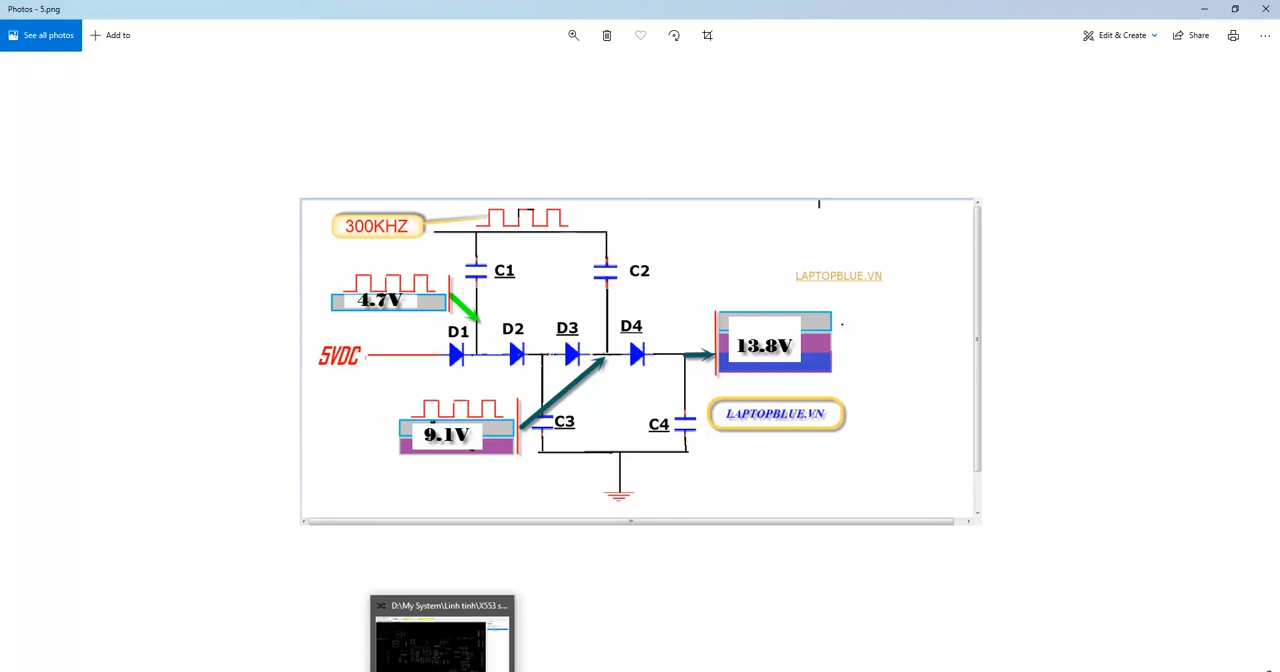 Photos - 5.png
See all photos
Add to
Edit & Create
Share
300KHZ
C1
C2
LAPTOPBLUE.VN
4.7V
D1
D2
D3
D4
5VDC
13.8V
9.1V
C3
C4
LAPTOPBLUE.VN
D:\My System\Linh tinh\X553 s...